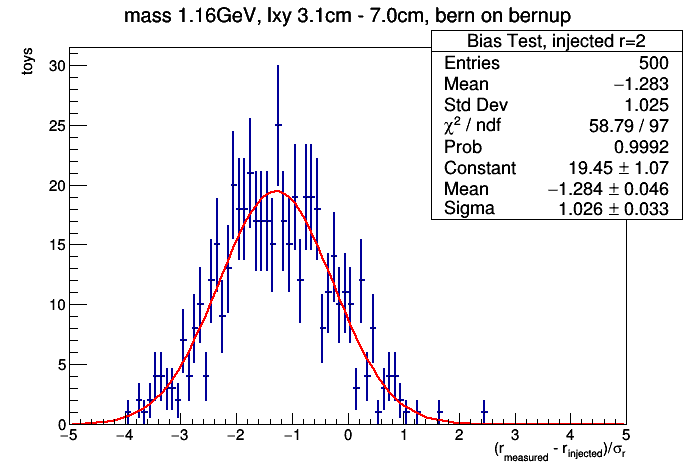 mass 1.16GeV, lxy 3.1cm - 7.0cm, bern on bernup
Bias Test, injected r=2
Entries 500
Mean −1.283
Std Dev 1.025
χ² / ndf 58.79 / 97
Prob 0.9992
Constant 19.45 ± 1.07
Mean −1.284 ± 0.046
Sigma 1.026 ± 0.033
toys
30
25
20
15
10
5
0
−5 −4 −3 −2 −1 0 1 2 3 4 5
(r_measured - r_injected)/σ_r